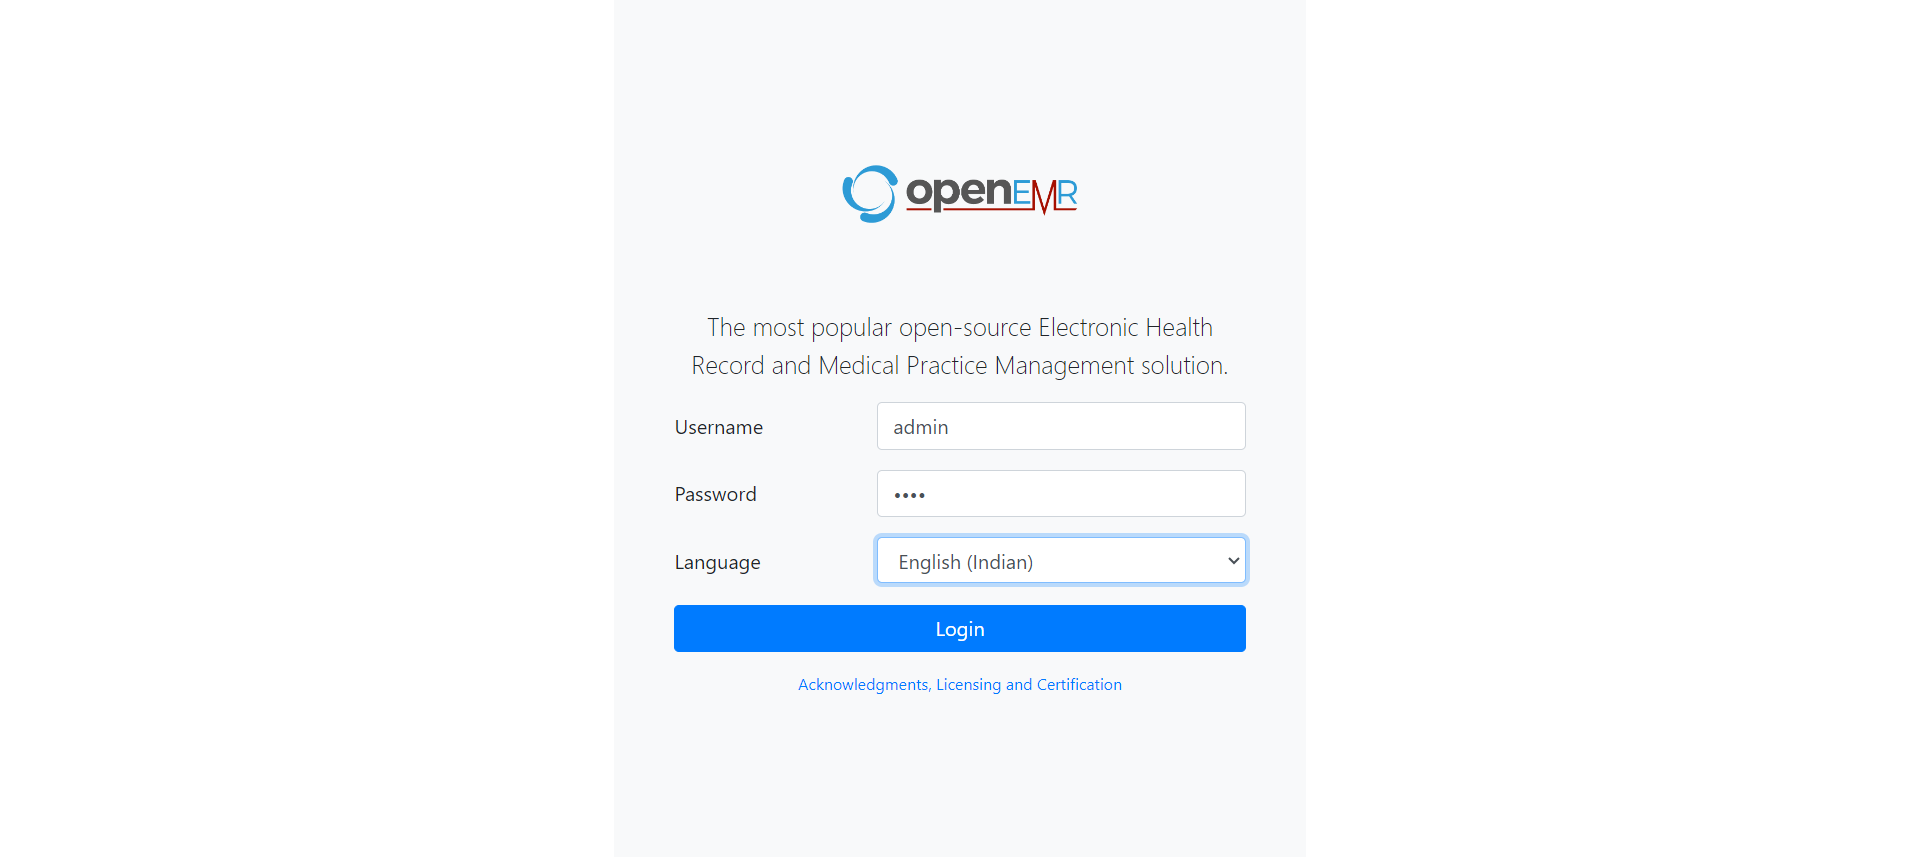 openEMR
The most popular open-source Electronic Health
Record and Medical Practice Management solution.
Username
admin
Password
••••
Language
English (Indian)
Login
Acknowledgments, Licensing and Certification